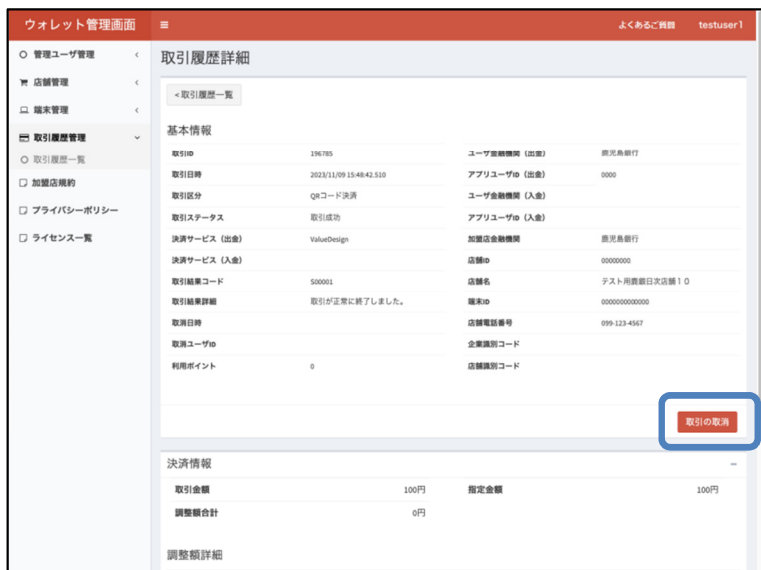 ウォレット管理画面
よくあるご質問 testuser1
管理ユーザ管理
店舗管理
端末管理
取引履歴管理
取引履歴一覧
加盟店規約
プライバシーポリシー
ライセンス一覧
取引履歴詳細
<取引履歴一覧
基本情報
取引ID 196785 ユーザ金融機関（出金） 鹿児島銀行
取引日時 2023/11/09 15:48:42.510 アプリユーザID（出金） 0000
取引区分 QRコード決済 ユーザ金融機関（入金）
取引ステータス 取引成功 アプリユーザID（入金）
決済サービス（出金） ValueDesign 加盟店金融機関 鹿児島銀行
決済サービス（入金） 店舗ID 00000000
取引結果コード S00001 店舗名 テスト用鹿銀日次店舗１０
取引結果詳細 取引が正常に終了しました。 端末ID 0000000000000
取消日時 店舗電話番号 099-123-4567
取消ユーザID 企業識別コード
利用ポイント 0 店舗識別コード
取引の取消
決済情報
取引金額 100円 指定金額 100円
調整額合計 0円
調整額詳細